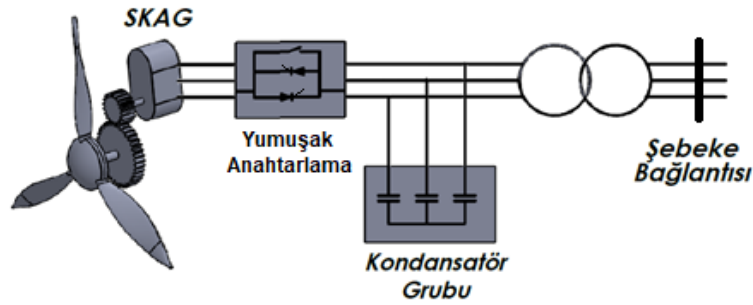 SKAG
Yumuşak
Anahtarlama
Şebeke
Bağlantısı
Kondansatör
Grubu